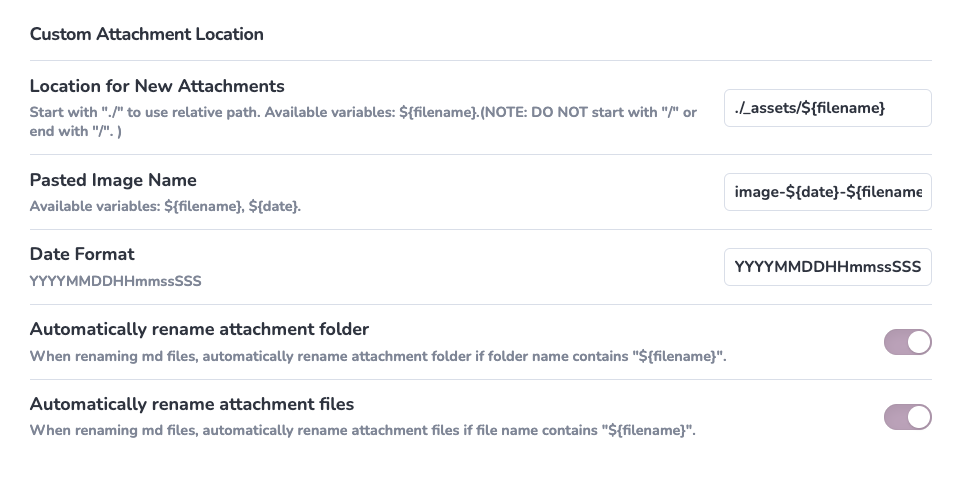 Custom Attachment Location
Location for New Attachments
Start with "./" to use relative path. Available variables: ${filename}.(NOTE: DO NOT start with "/" or
end with "/". )
./_assets/${filename}
Pasted Image Name
Available variables: ${filename}, ${date}.
image-${date}-${filename
Date Format
YYYYMMDDHHmmssSSS
YYYYMMDDHHmmssSSS
Automatically rename attachment folder
When renaming md files, automatically rename attachment folder if folder name contains "${filename}".
Automatically rename attachment files
When renaming md files, automatically rename attachment files if file name contains "${filename}".